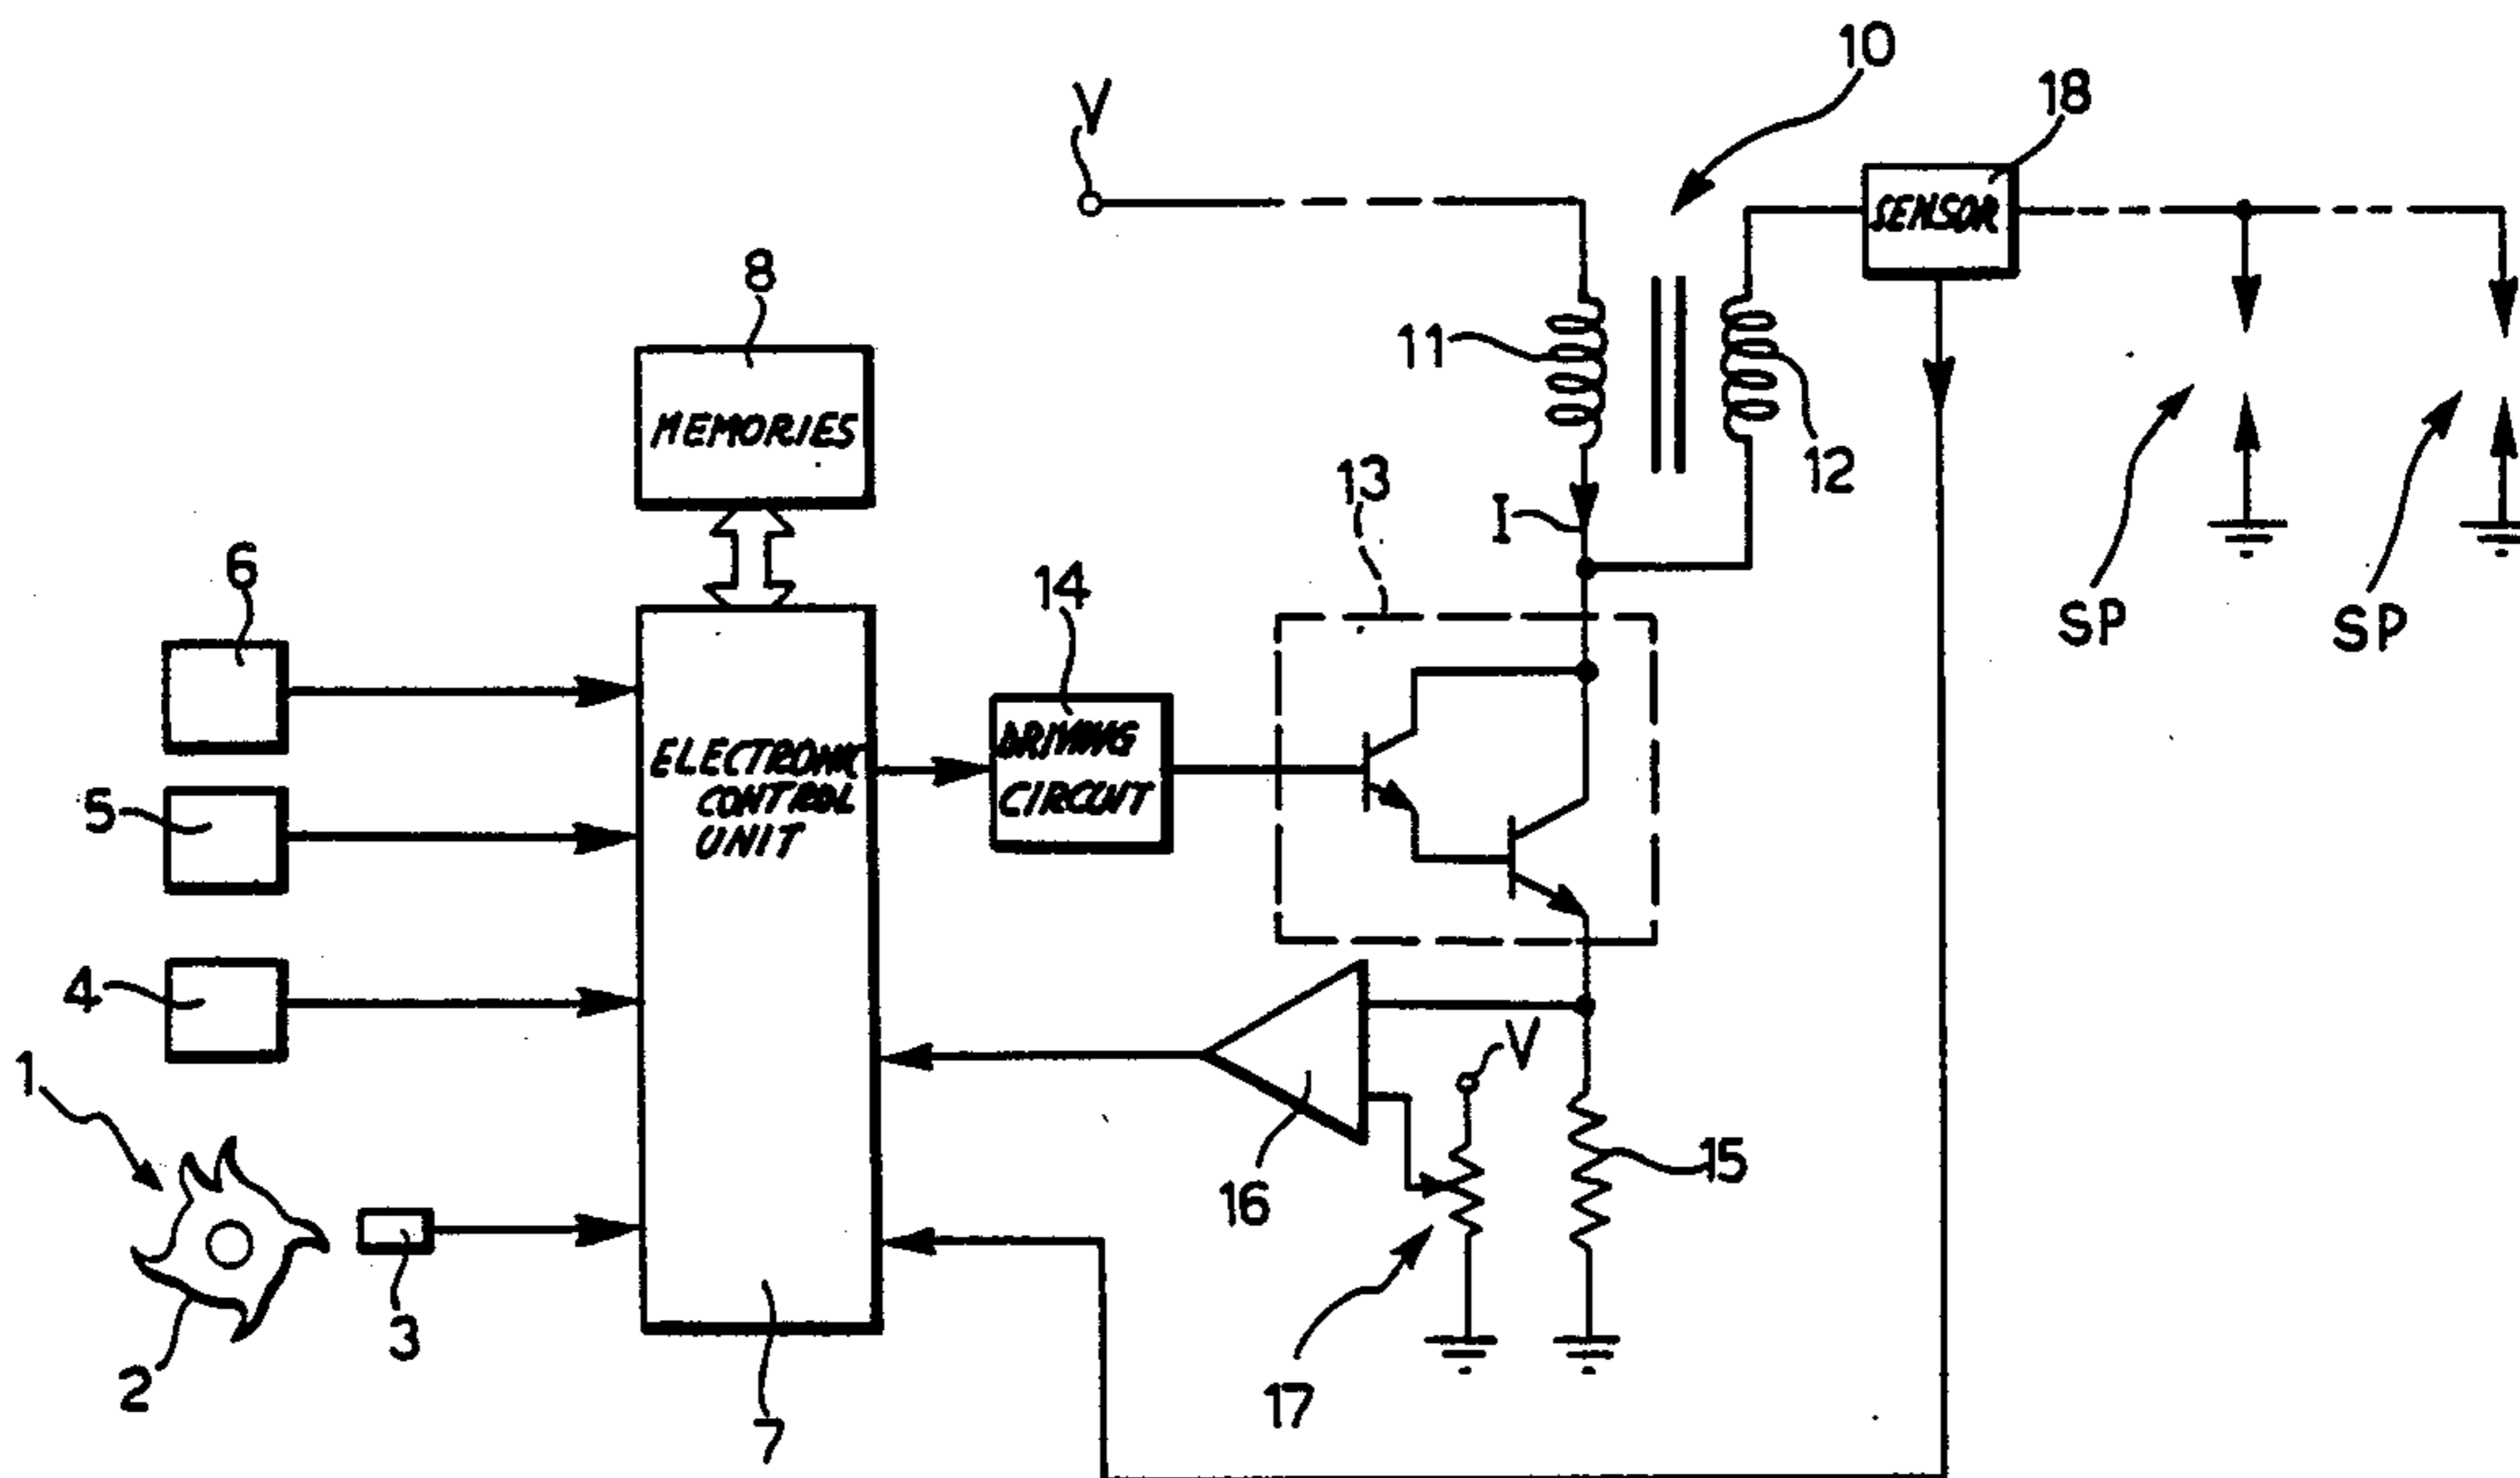 10
18
V
SENSOR
8
11
MEMORIES
12
13
I
6
14
SP
SP
ELECTRONIC
CONTROL
UNIT
DRIVING
CIRCUIT
5
4
V
1
15
16
3
2
17
7